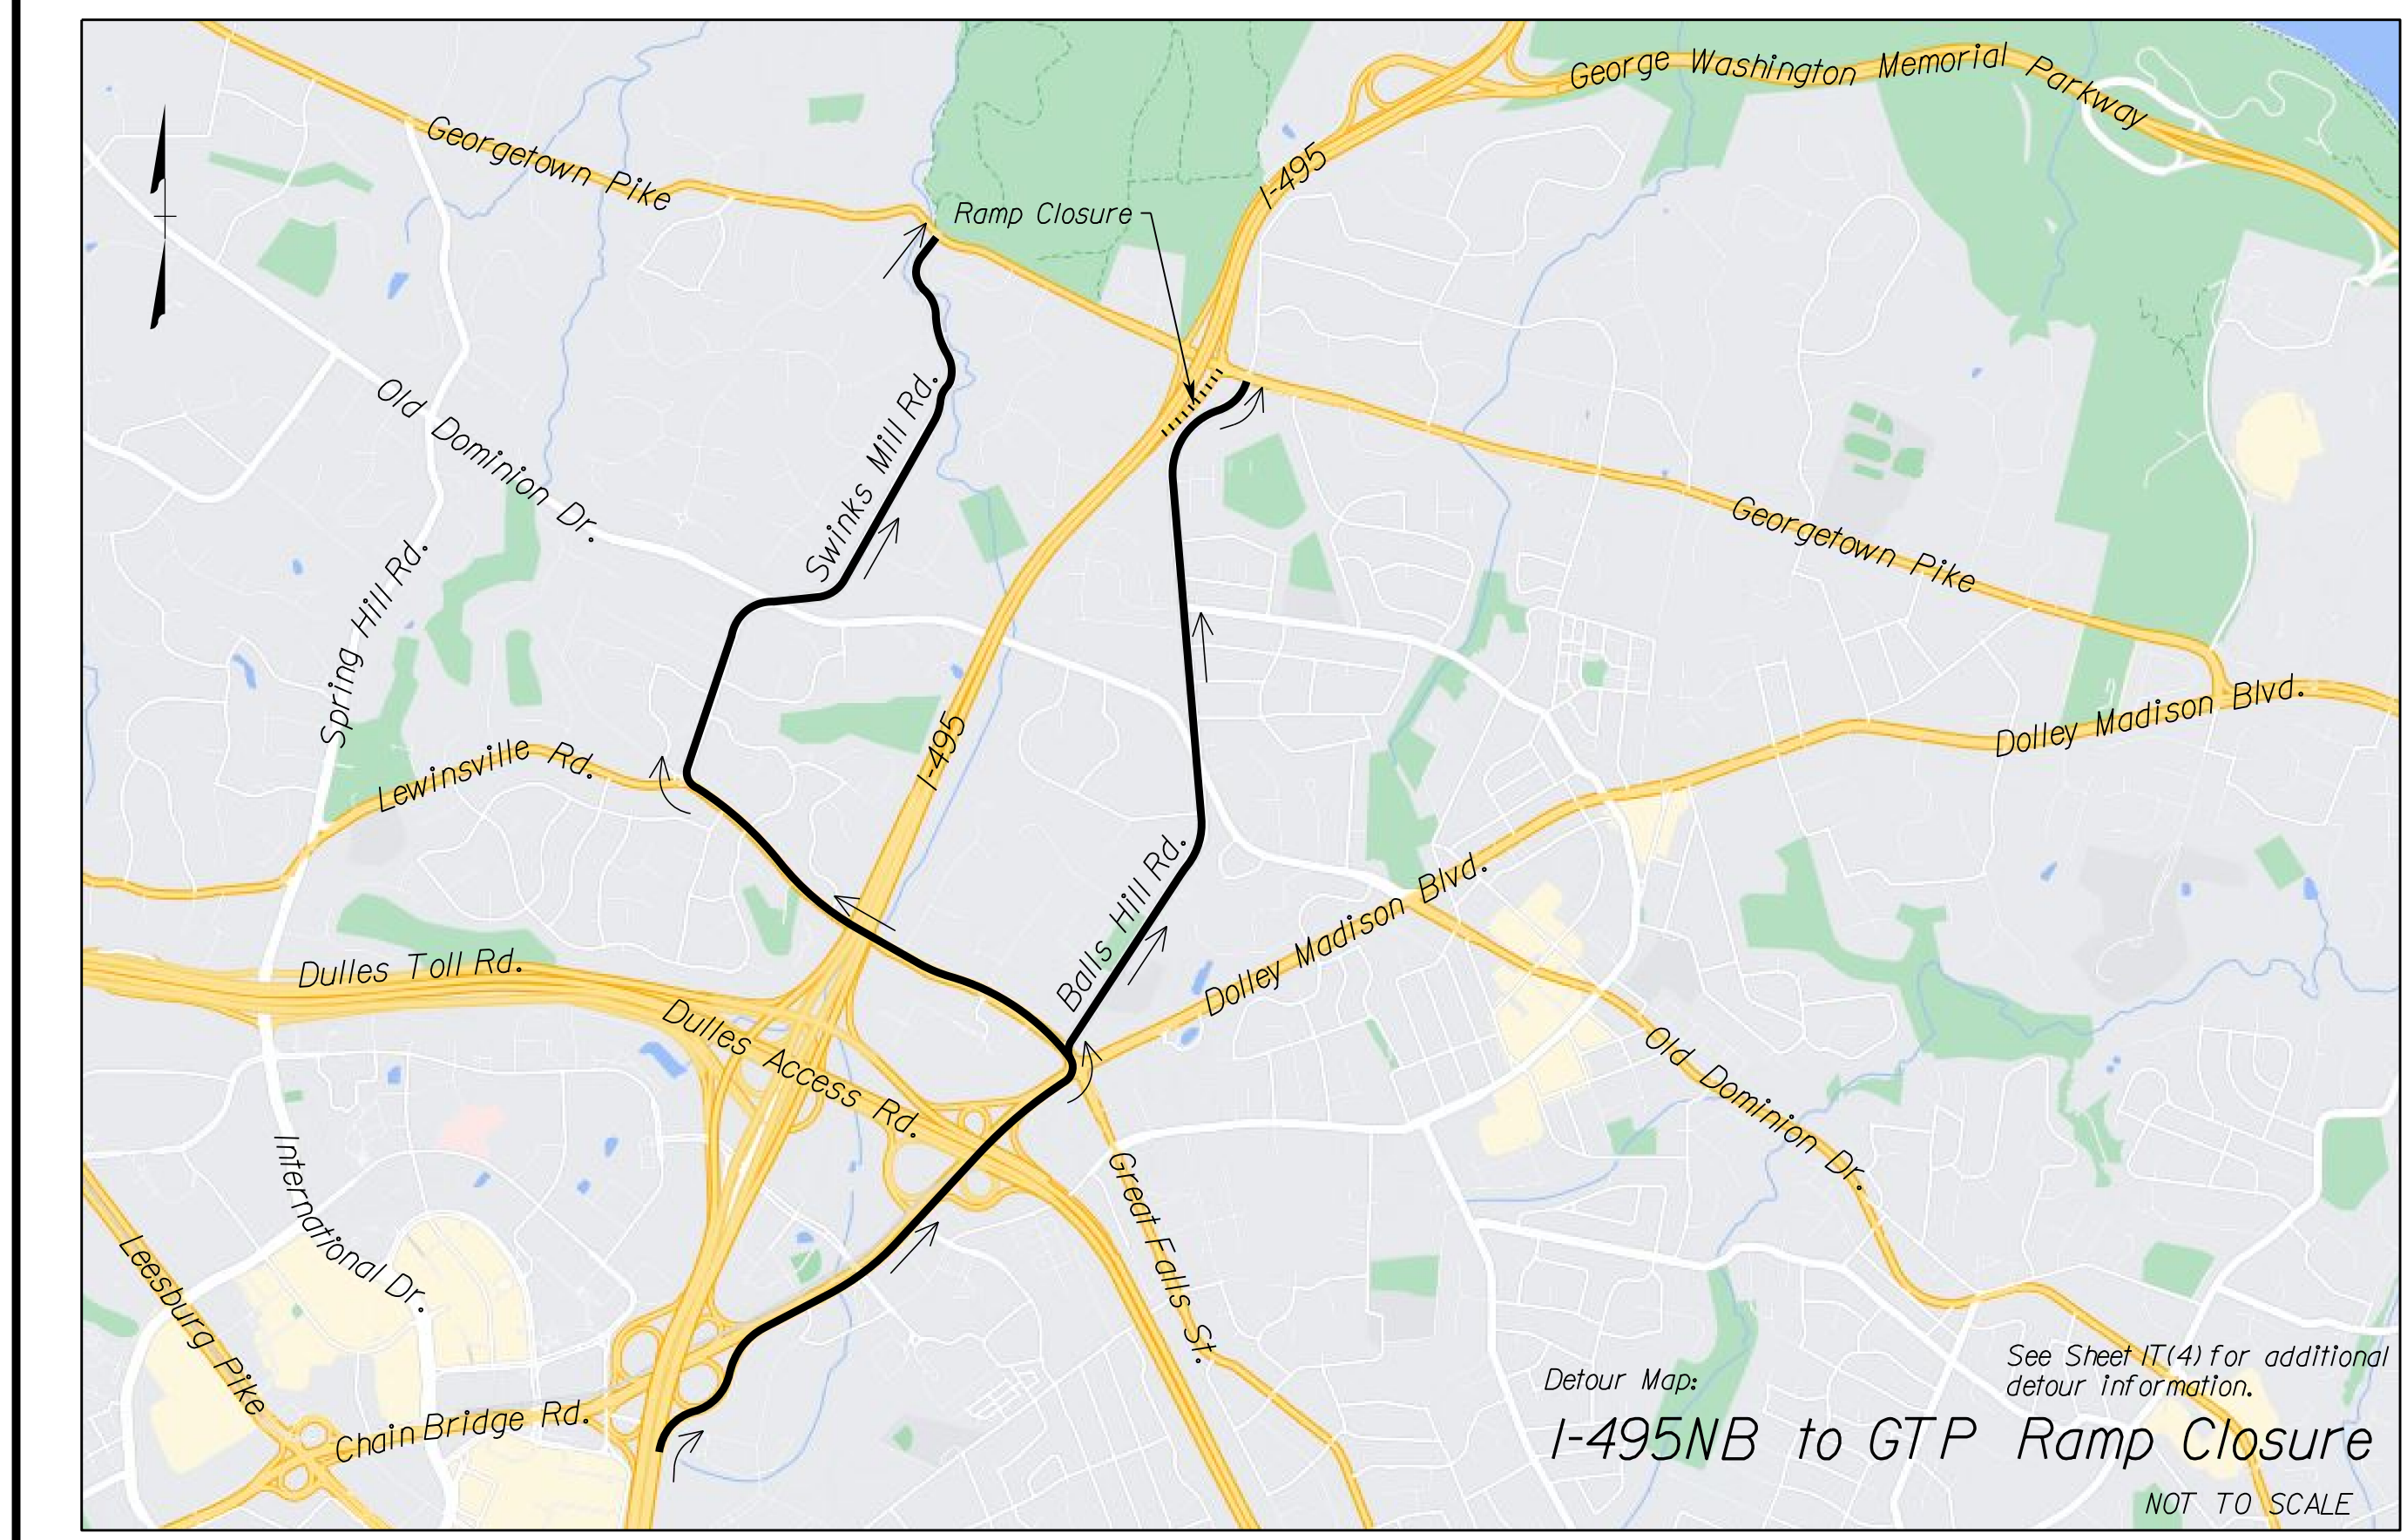 George Washington Memorial Parkway
Georgetown Pike
I-495
Ramp Closure
Old Dominion Dr.
Swinks Mill Rd.
Georgetown Pike
Spring Hill Rd.
Dolley Madison Blvd.
I-495
Lewinsville Rd.
Balls Hill Rd.
Dolley Madison Blvd.
Dulles Toll Rd.
Dulles Access Rd.
Old Dominion Dr.
International Dr.
Great Falls St.
Leesburg Pike
Chain Bridge Rd.
See Sheet 1T(4) for additional
detour information.
Detour Map:
I-495NB to GTP Ramp Closure
NOT TO SCALE